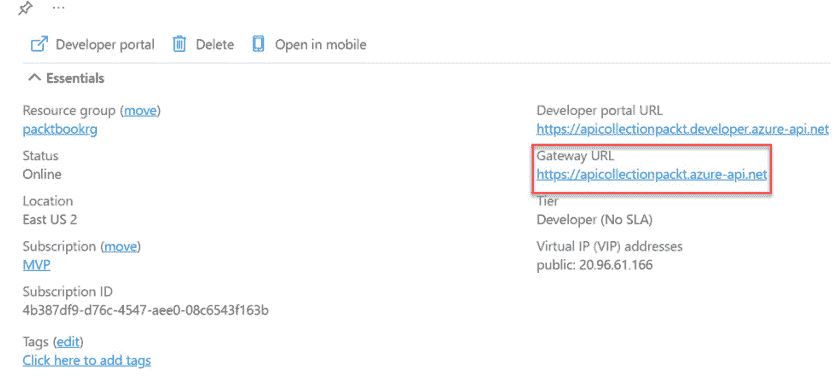 ...
Developer portal Delete Open in mobile
Essentials
Resource group (move)
packtbookrg
Status
Online
Location
East US 2
Subscription (move)
MVP
Subscription ID
4b387df9-d76c-4547-aee0-08c6543f163b
Tags (edit)
Click here to add tags
Developer portal URL
https://apicollectionpackt.developer.azure-api.net
Gateway URL
https://apicollectionpackt.azure-api.net
Tier
Developer (No SLA)
Virtual IP (VIP) addresses
public: 20.96.61.166